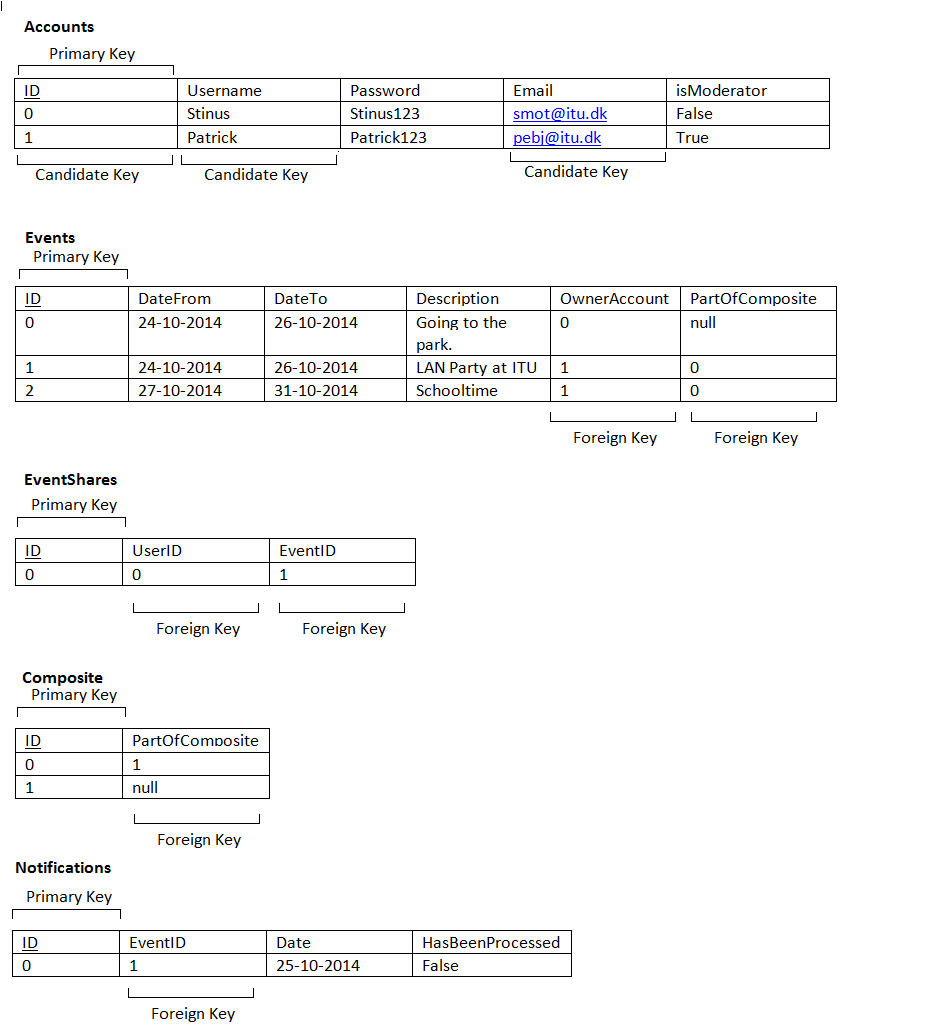 Accounts
Primary Key
ID Username Password Email isModerator
0 Stinus Stinus123 smot@itu.dk False
1 Patrick Patrick123 pebj@itu.dk True
Candidate Key Candidate Key Candidate Key
Events
Primary Key
ID DateFrom DateTo Description OwnerAccount PartOfComposite
0 24-10-2014 26-10-2014 Going to the 0 null
park.
1 24-10-2014 26-10-2014 LAN Party at ITU 1 0
2 27-10-2014 31-10-2014 Schooltime 1 0
Foreign Key Foreign Key
EventShares
Primary Key
ID UserID EventID
0 0 1
Foreign Key Foreign Key
Composite
Primary Key
ID PartOfComposite
0 1
1 null
Foreign Key
Notifications
Primary Key
ID EventID Date HasBeenProcessed
0 1 25-10-2014 False
Foreign Key